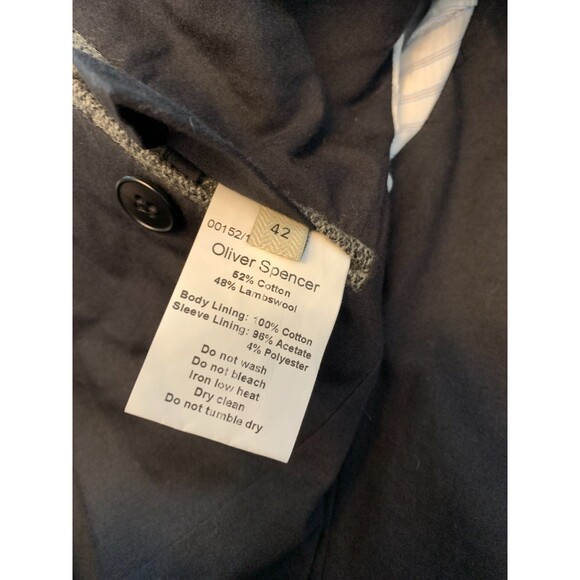 42
00152/1
Oliver Spencer
52% Cotton
48% Lambswool
Body Lining: 100% Cotton
Sleeve Lining: 96% Acetate
4% Polyester
Do not wash
Do not bleach
Iron low heat
Dry clean
Do not tumble dry